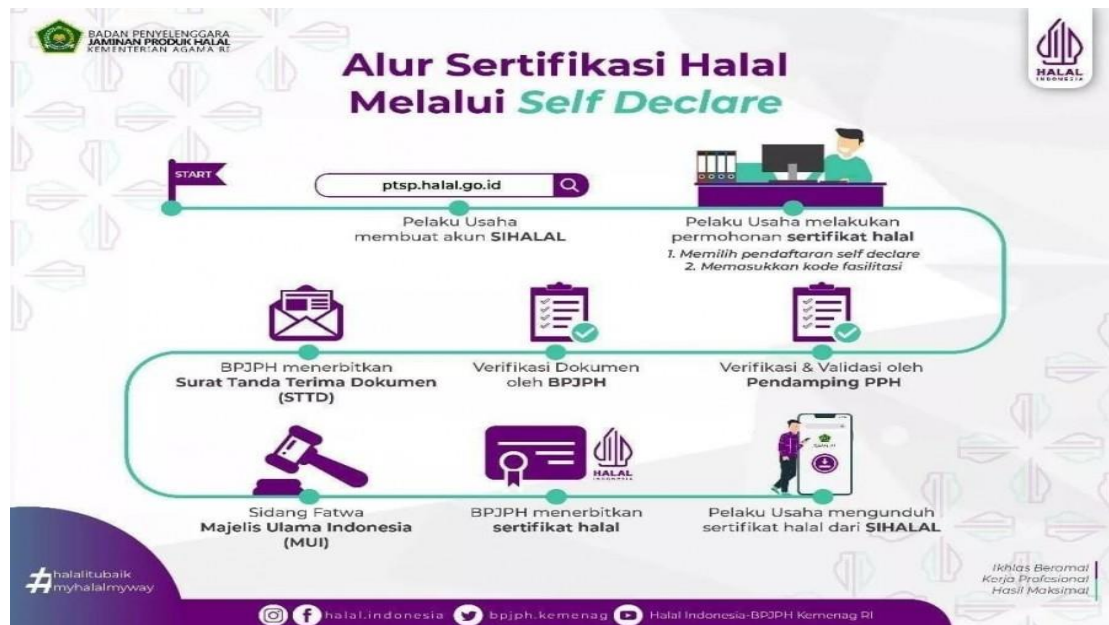 BADAN PENYELENGGARA
JAMINAN PRODUK HALAL
KEMENTERIAN AGAMA RI
HALAL
INDONESIA
Alur Sertifikasi Halal
Melalui Self Declare
START
ptsp.halal.go.id
Pelaku Usaha
membuat akun SIHALAL
Pelaku Usaha melakukan
permohonan sertifikat halal
1. Memilih pendaftaran self declare
2. Memasukkan kode fasilitasi
BPJPH menerbitkan
Surat Tanda Terima Dokumen
(STTD)
Verifikasi Dokumen
oleh BPJPH
Verifikasi & Validasi oleh
Pendamping PPH
Sidang Fatwa
Majelis Ulama Indonesia
(MUI)
HALAL
INDONESIA
BPJPH menerbitkan
sertifikat halal
Pelaku Usaha mengunduh
sertifikat halal dari SIHALAL
#halalitubaik
myhalalmyway
Ikhlas Beramal
Kerja Profesional
Hasil Maksimal
halal.indonesia bpjph.kemenag Halal Indonesia-BPJPH Kemenag RI